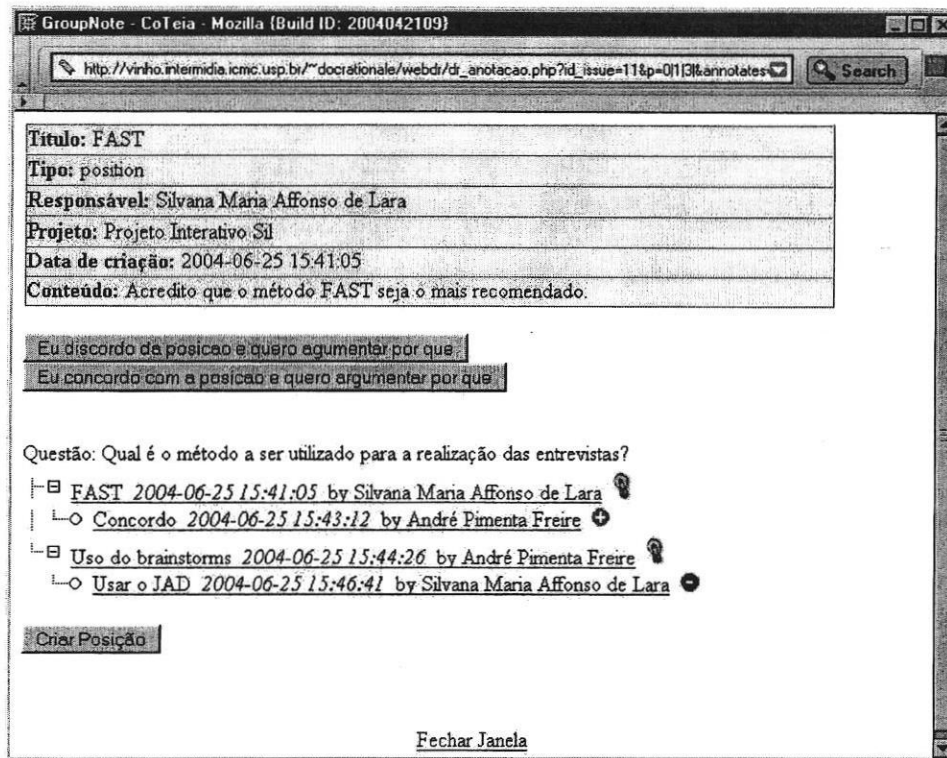 GroupNote - CoTeia - Mozilla {Build ID: 2004042109}
http://vinho.intermidia.icmc.usp.br/~docrationale/webdr/dr_anotacao.php?id_issue=11&p=0|1|3|&annotates= Search
Título: FAST
Tipo: position
Responsável: Silvana Maria Affonso de Lara
Projeto: Projeto Interativo Sil
Data de criação: 2004-06-25 15:41:05
Conteúdo: Acredito que o método FAST seja o mais recomendado.
Eu discordo da posicao e quero agumentar por que
Eu concordo com a posicao e quero argumentar por que
Questão: Qual é o método a ser utilizado para a realização das entrevistas?
FAST 2004-06-25 15:41:05 by Silvana Maria Affonso de Lara
Concordo 2004-06-25 15:43:12 by André Pimenta Freire
Uso do brainstorms 2004-06-25 15:44:26 by André Pimenta Freire
Usar o JAD 2004-06-25 15:46:41 by Silvana Maria Affonso de Lara
Criar Posição
Fechar Janela